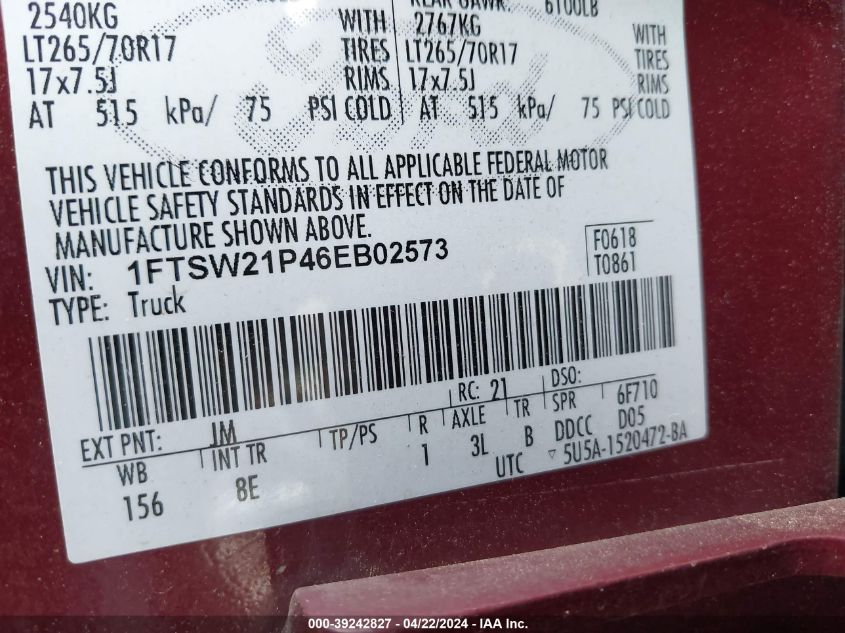 2540KG WITH 2767KG WITH
LT265/70R17 TIRES LT265/70R17 TIRES
17x7.5J RIMS 17x7.5J RIMS
AT 515 kPa/ 75 PSI COLD AT 515 kPa/ 75 PSI COLD
THIS VEHICLE CONFORMS TO ALL APPLICABLE FEDERAL MOTOR
VEHICLE SAFETY STANDARDS IN EFFECT ON THE DATE OF
MANUFACTURE SHOWN ABOVE.
VIN: 1FTSW21P46EB02573
F0618
TYPE: Truck
T0861
EXT PNT: JM RC: 21 DSO: 6F710
WB INT TR TP/PS R AXLE TR SPR D05
156 8E 1 3L B DDCC
UTC ▽ 5U5A-1520472-BA
000-39242827 - 04/22/2024 - IAA Inc.